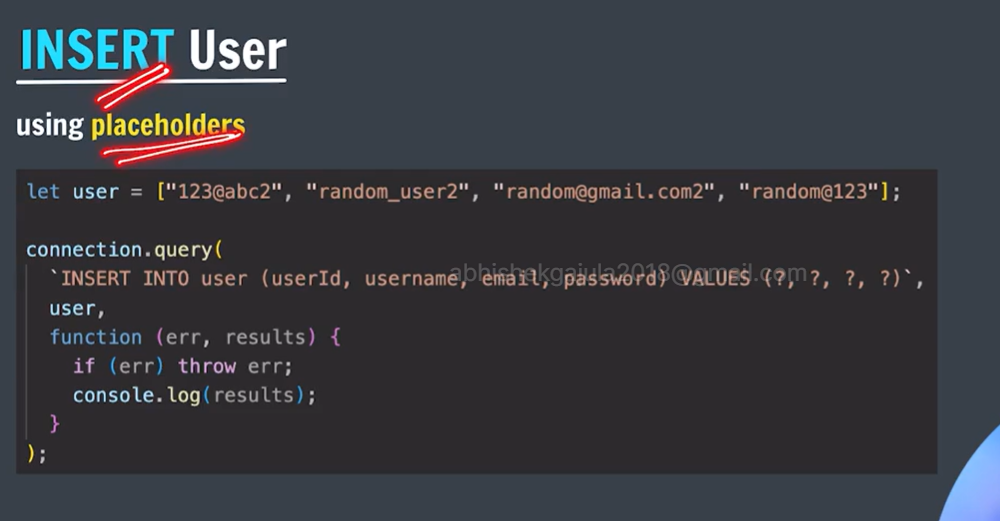 INSERT User
using placeholders
let user = ["123@abc2", "random_user2", "random@gmail.com2", "random@123"];
connection.query(
`INSERT INTO user (userId, username, email, password) VALUES (?, ?, ?, ?)`,
abhishekgajula2018@gmail.com
user,
function (err, results) {
if (err) throw err;
console.log(results);
}
);